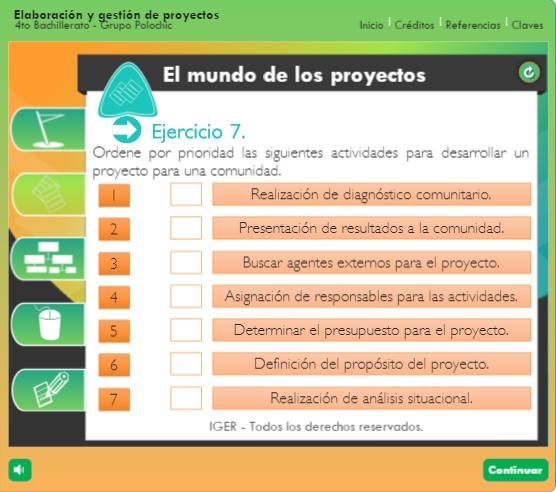 Elaboración y gestión de proyectos
4to Bachillerato - Grupo Polochic
Inicio Créditos Referencias Claves
El mundo de los proyectos
Ejercicio 7.
Ordene por prioridad las siguientes actividades para desarrollar un
proyecto para una comunidad.
1 Realización de diagnóstico comunitario.
2 Presentación de resultados a la comunidad.
3 Buscar agentes externos para el proyecto.
4 Asignación de responsables para las actividades.
5 Determinar el presupuesto para el proyecto.
6 Definición del propósito del proyecto.
7 Realización de análisis situacional.
IGER - Todos los derechos reservados.
Continuar